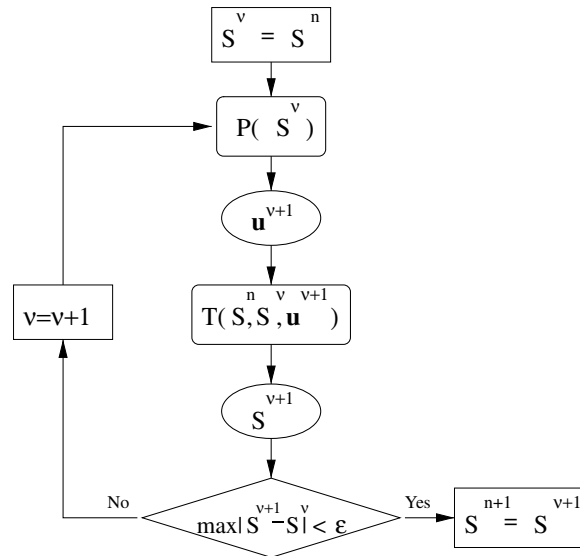 S^ν = S^n
P( S^ν)
u^ν+1
ν=ν+1
T(S^n,S^ν,u^ν+1)
S^ν+1
No
max|S^ν+1−S^ν|< ε
Yes
S^n+1 = S^ν+1